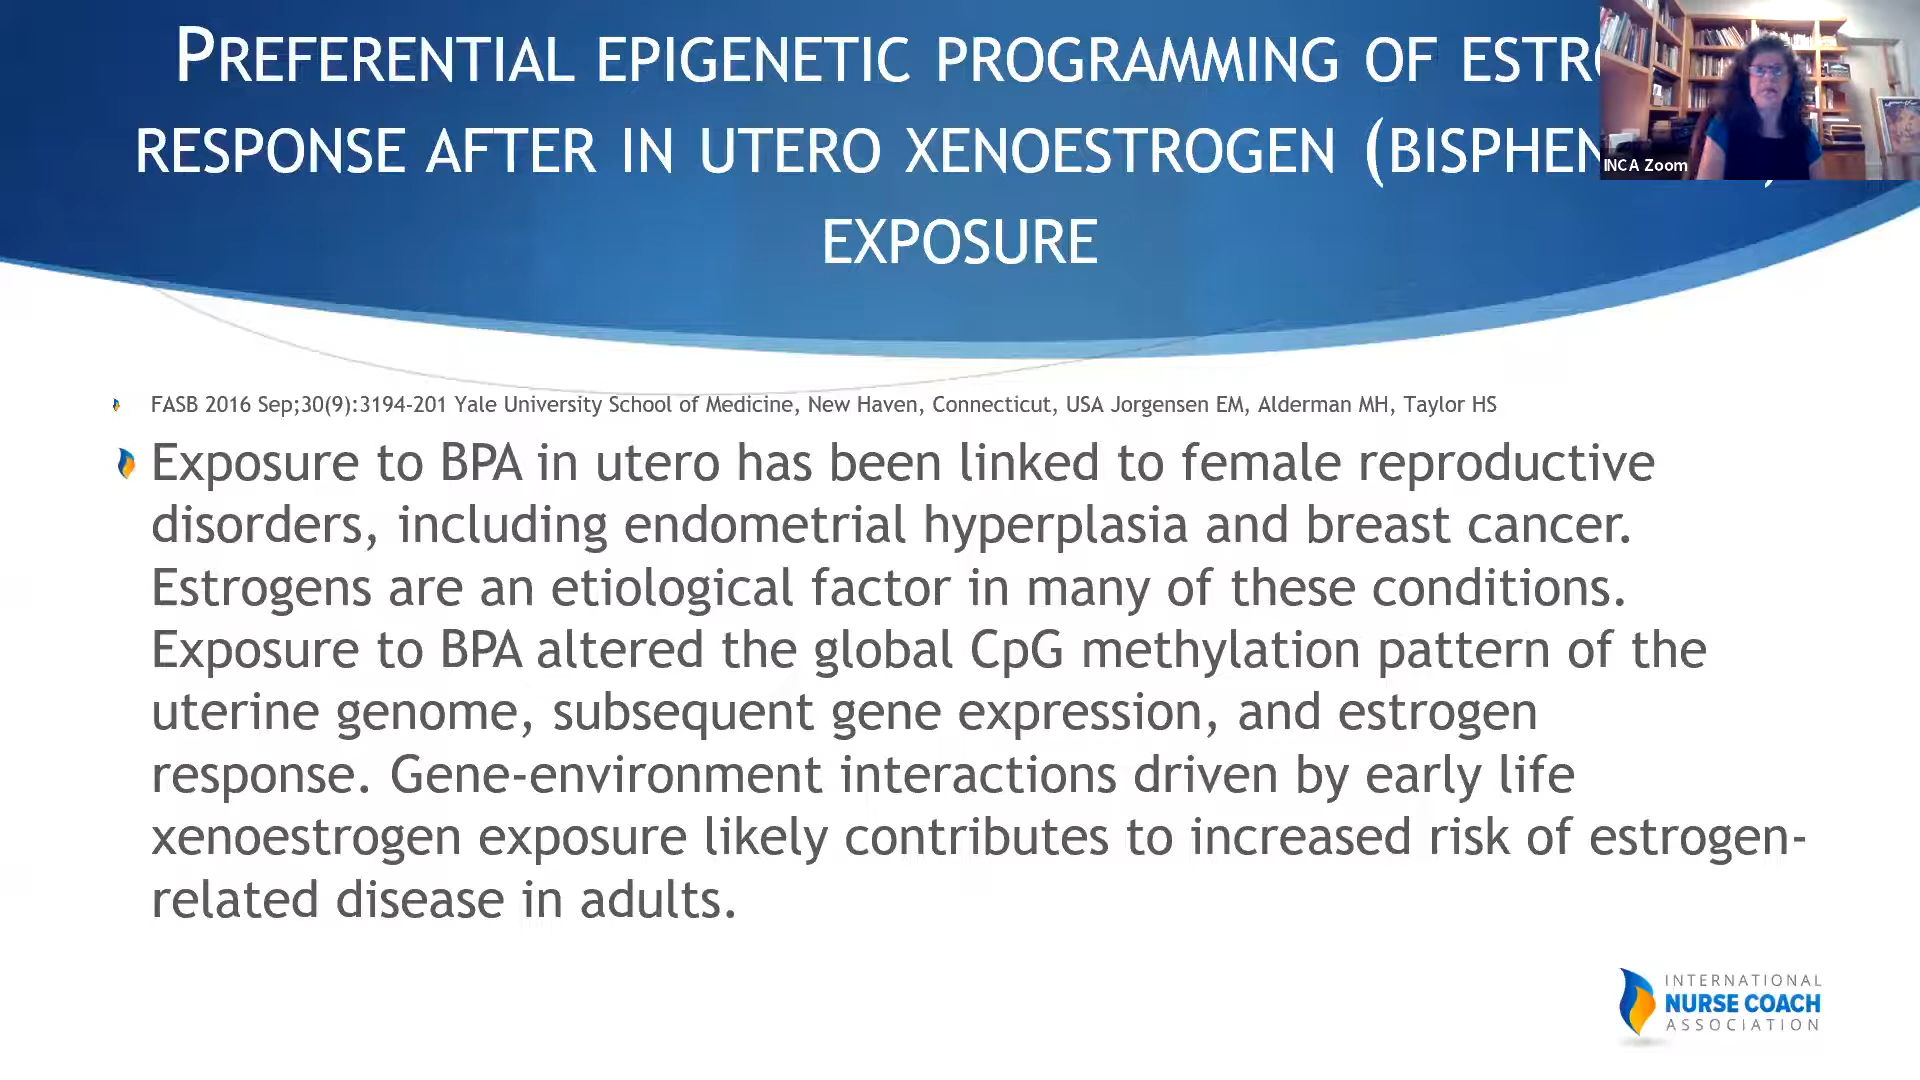 PREFERENTIAL EPIGENETIC PROGRAMMING OF ESTR
RESPONSE AFTER IN UTERO XENOESTROGEN (BISPHEN
EXPOSURE
INCA Zoom
FASB 2016 Sep;30(9):3194-201 Yale University School of Medicine, New Haven, Connecticut, USA Jorgensen EM, Alderman MH, Taylor HS
Exposure to BPA in utero has been linked to female reproductive
disorders, including endometrial hyperplasia and breast cancer.
Estrogens are an etiological factor in many of these conditions.
Exposure to BPA altered the global CpG methylation pattern of the
uterine genome, subsequent gene expression, and estrogen
response. Gene-environment interactions driven by early life
xenoestrogen exposure likely contributes to increased risk of estrogen-
related disease in adults.
INTERNATIONAL
NURSE COACH
ASSOCIATION